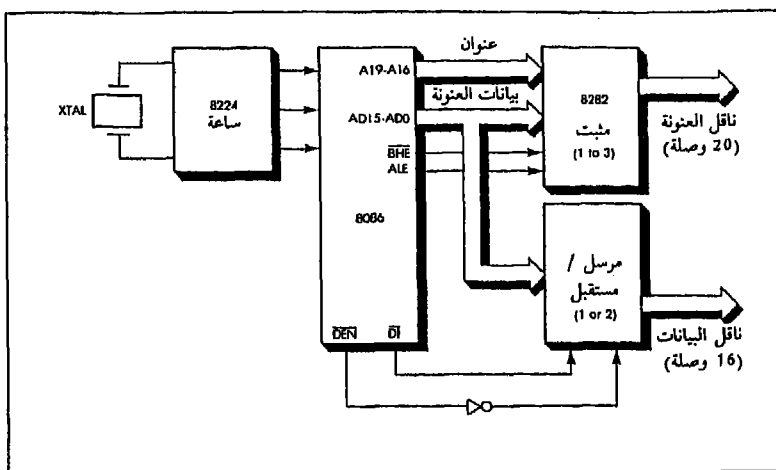 XTAL
8224
ساعة
A19-A16
AD15-AD0
BHE
ALE
8086
DEN DI
عنوان
بيانات العنونة
8282
مثبت
(1 to 3)
ناقل العنونة
(20 وصلة)
مرسل /
مستقبل
(1 or 2)
ناقل البيانات
(16 وصلة)